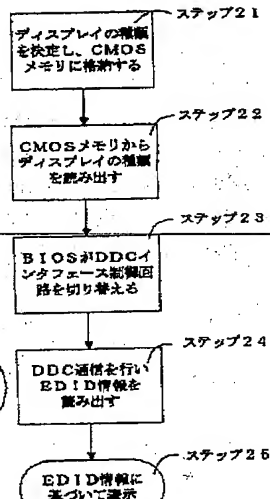 ステップ21
ディスプレイの種類
を決定し、CMOS
メモリに格納する
ステップ22
CMOSメモリから
ディスプレイの種類
を読み出す
ステップ23
BIOSがDDCイ
ンタフェース制御回
路を切り替える
ステップ24
DDC通信を行い
EDID情報を
読み出す
ステップ25
EDID情報に
基づいて表示